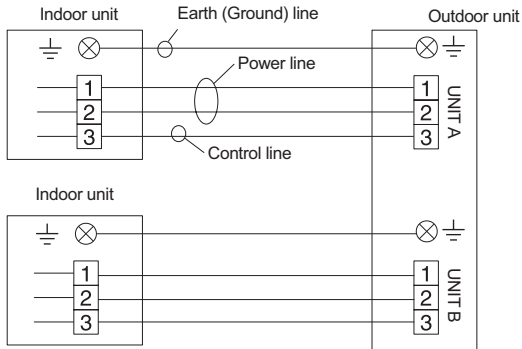 Indoor unit
Earth (Ground) line
Outdoor unit
Power line
1
2
3
1
2
3
UNIT A
Control line
Indoor unit
1
2
3
1
2
3
UNIT B